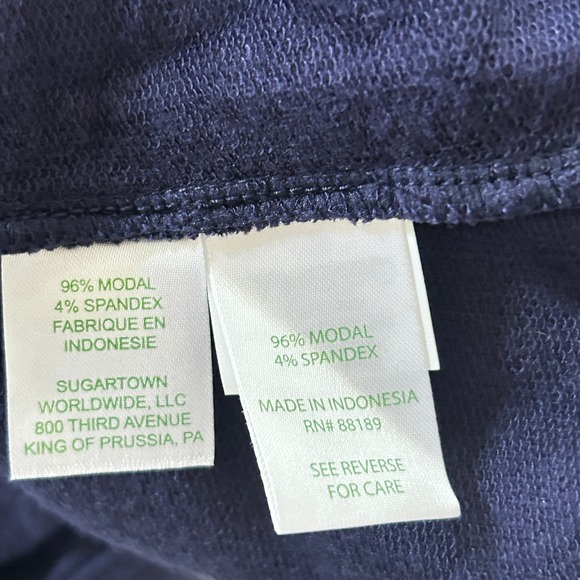 96% MODAL
4% SPANDEX
FABRIQUE EN
INDONESIE
SUGARTOWN
WORLDWIDE, LLC
800 THIRD AVENUE
KING OF PRUSSIA, PA
96% MODAL
4% SPANDEX
MADE IN INDONESIA
RN# 88189
SEE REVERSE
FOR CARE